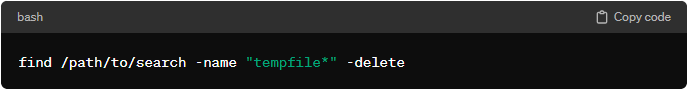 bash
Copy code
find /path/to/search -name "tempfile*" -delete